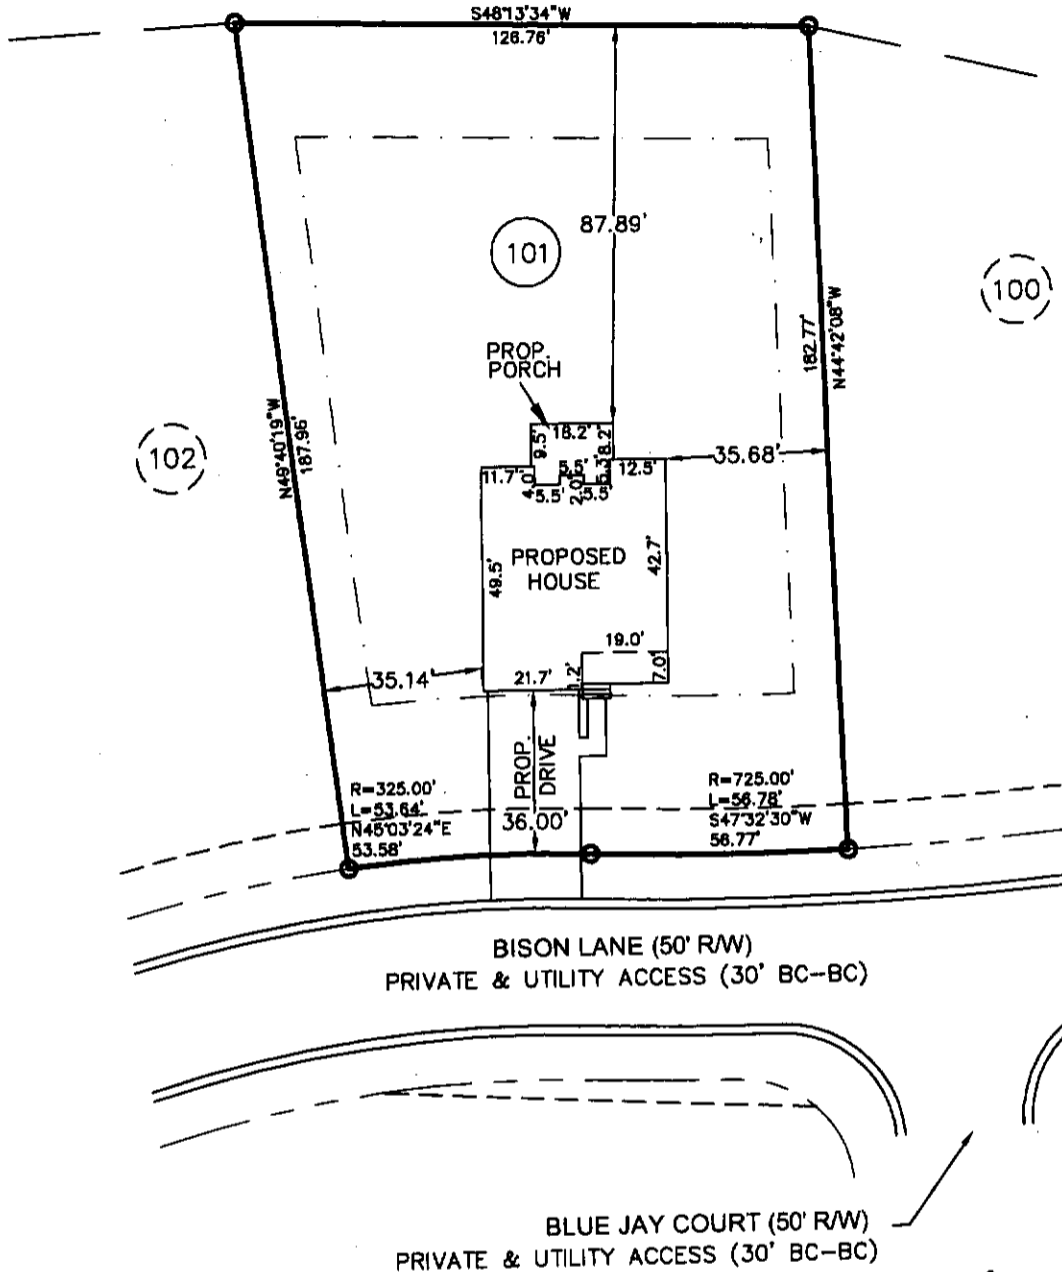 S48°13'34"W
126.76'
87.89'
101
100
182.77'
N44°42'08"W
PROP.
PORCH
102
N49°40'19"W
187.96'
18.2'
9.5'
8.2'
5.5'
5.3'
12.5'
35.68'
11.7'
4.0'
5.5'
2.0'
5.5'
PROPOSED
HOUSE
49.5'
42.7'
19.0'
35.14'
21.7'
1.2'
7.0'
PROP.
DRIVE
R=325.00'
L=53.64'
N45°03'24"E
53.58'
36.00'
R=725.00'
L=56.78'
S47°32'30"W
56.77'
BISON LANE (50' R/W)
PRIVATE & UTILITY ACCESS (30' BC-BC)
BLUE JAY COURT (50' R/W)
PRIVATE & UTILITY ACCESS (30' BC-BC)